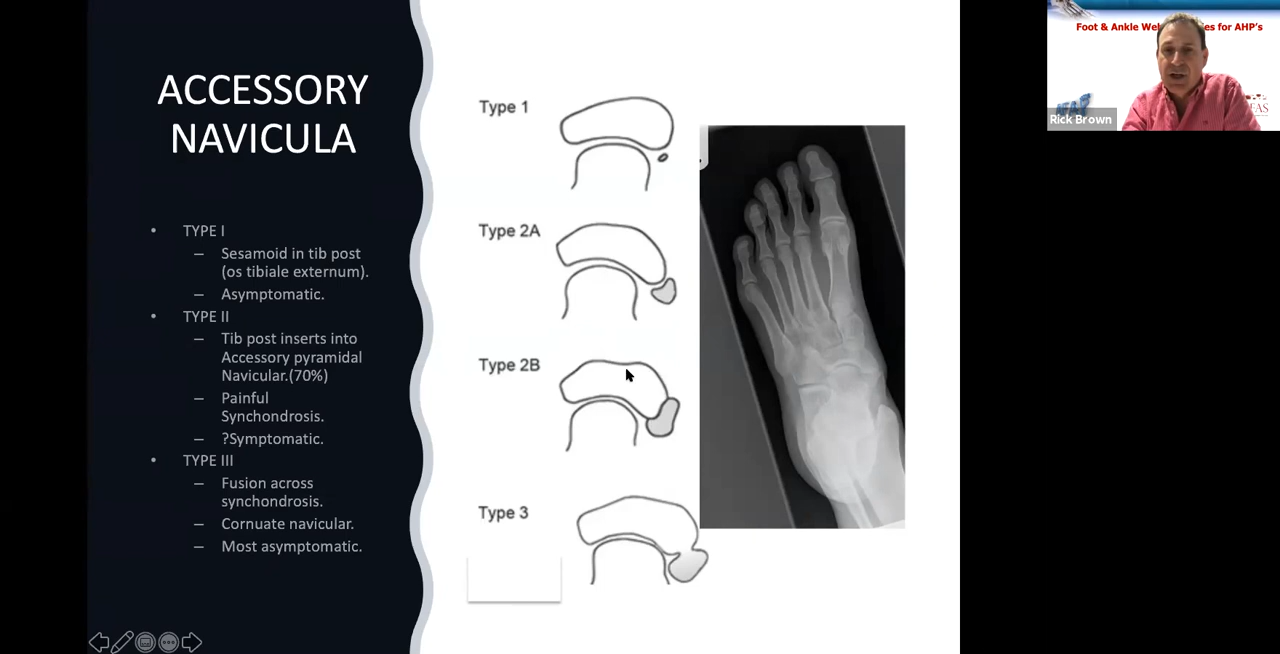 ACCESSORY
NAVICULA
• TYPE I
– Sesamoid in tib post
(os tibiale externum).
– Asymptomatic.
• TYPE II
– Tib post inserts into
Accessory pyramidal
Navicular.(70%)
– Painful
Synchondrosis.
– ?Symptomatic.
• TYPE III
– Fusion across
synchondrosis.
– Cornuate navicular.
– Most asymptomatic.
Type 1
Type 2A
Type 2B
Type 3
Foot & Ankle for AHP's
Rick Brown